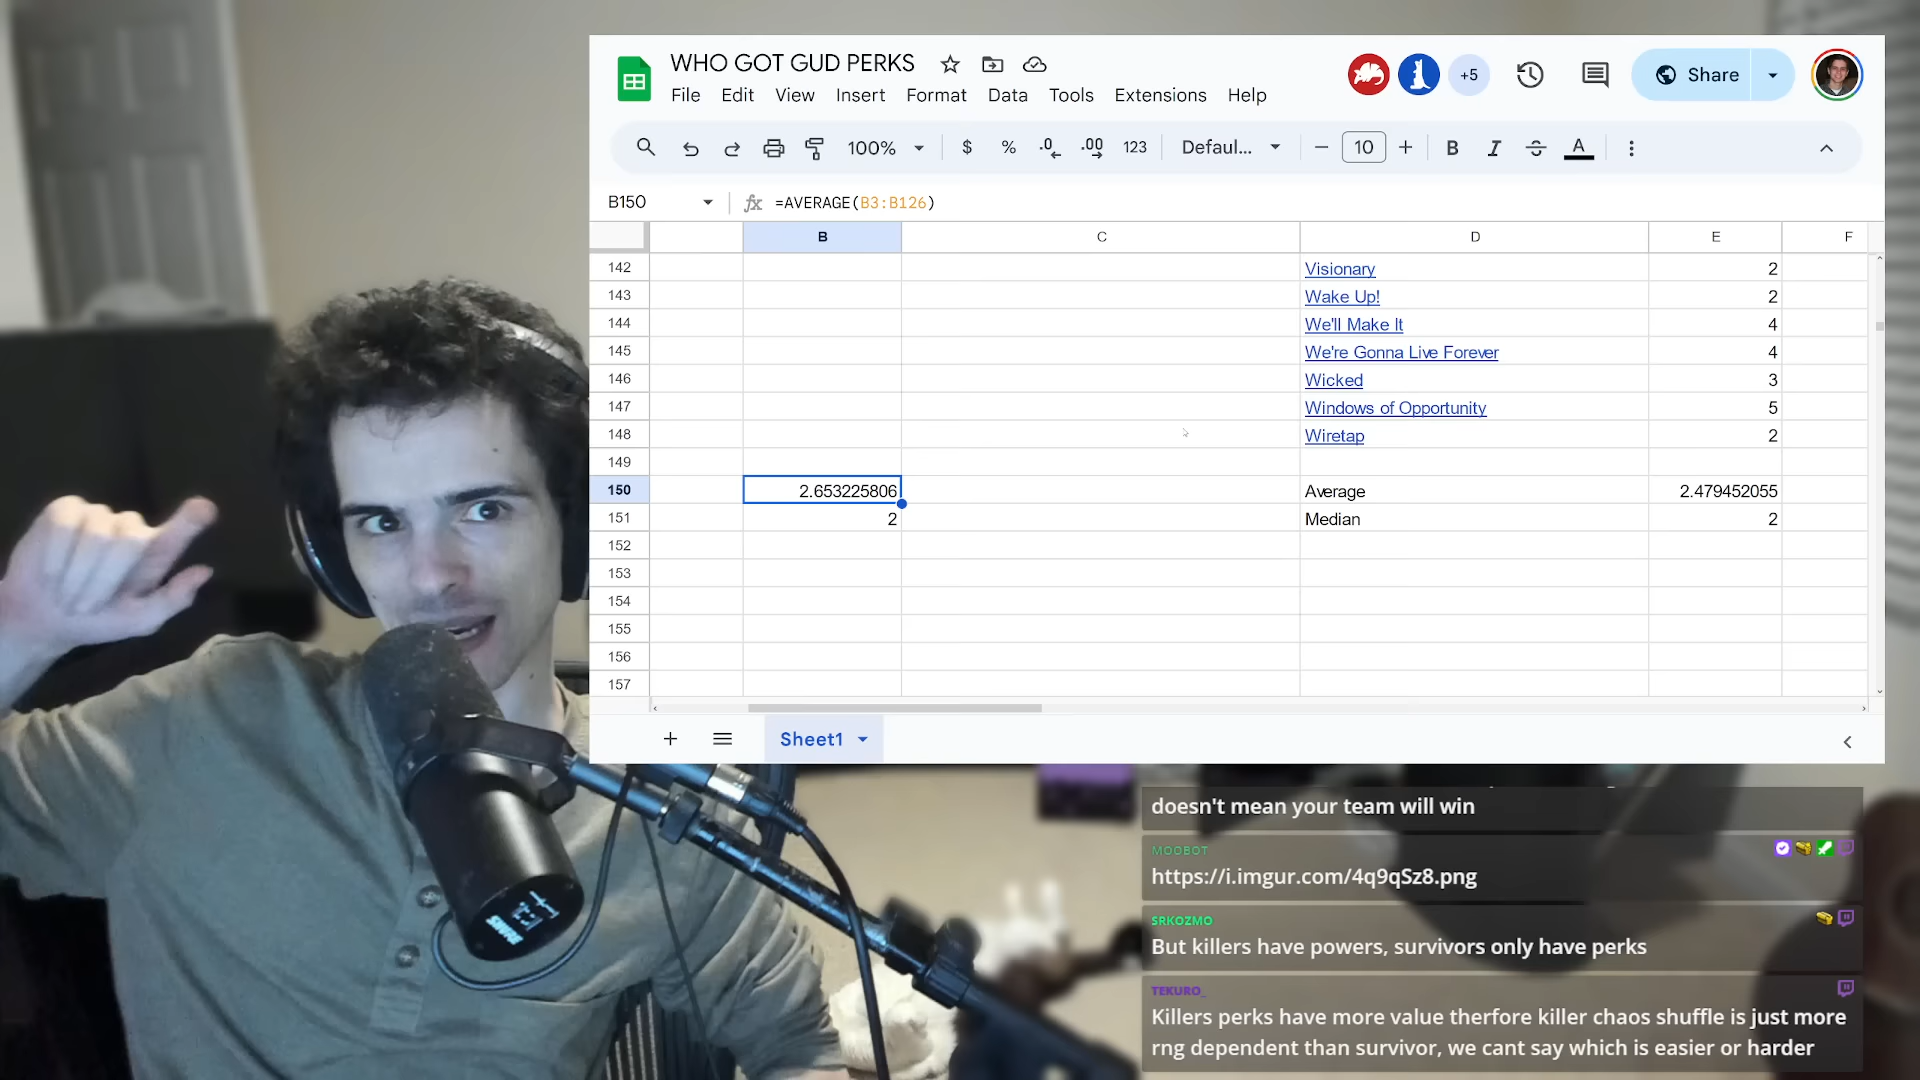 WHO GOT GUD PERKS
+5
Share
File Edit View Insert Format Data Tools Extensions Help
100% $ % .0 .00 123 Defaul... 10 B I S A
B150 fx =AVERAGE(B3:B126)
B C D E F
142 Visionary 2
143 Wake Up! 2
144 We'll Make It 4
145 We're Gonna Live Forever 4
146 Wicked 3
147 Windows of Opportunity 5
148 Wiretap 2
149
150 2.653225806 Average 2.479452055
151 2 Median 2
152
153
154
155
156
157
Sheet1
doesn't mean your team will win
MOOBOT
https://i.imgur.com/4q9qSz8.png
SRKOZMO
But killers have powers, survivors only have perks
TEKURO_
Killers perks have more value therfore killer chaos shuffle is just more
rng dependent than survivor, we cant say which is easier or harder